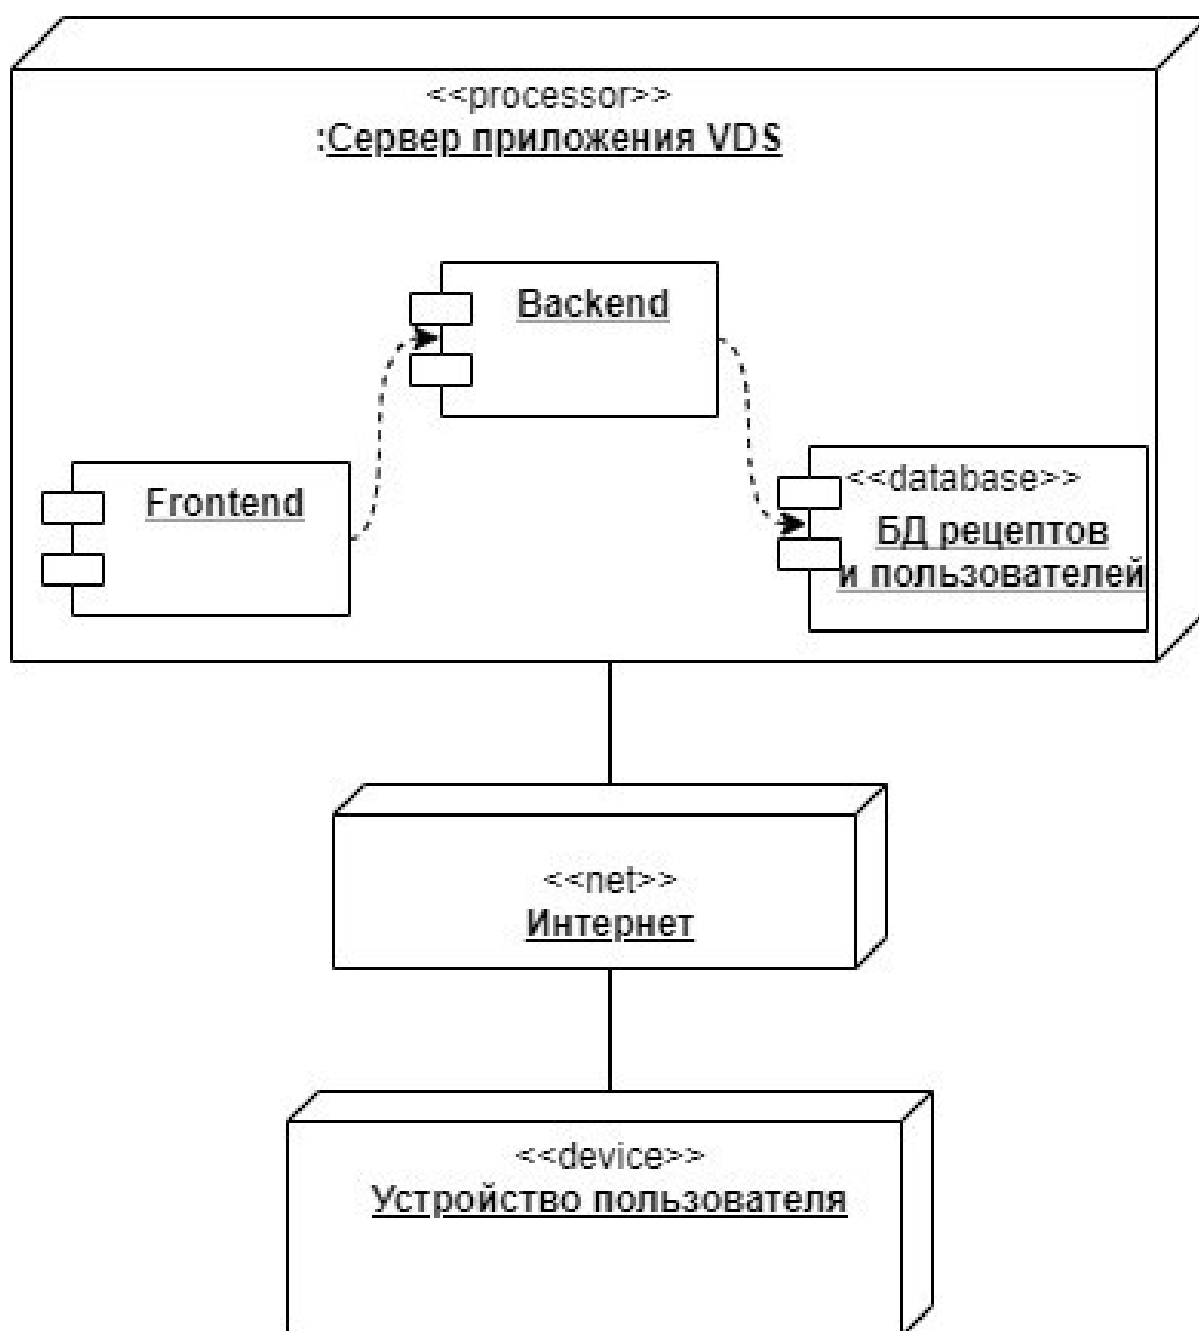 <<processor>>
:Сервер приложения VDS
Backend
Frontend
<<database>>
БД рецептов
и пользователей
<<net>>
Интернет
<<device>>
Устройство пользователя